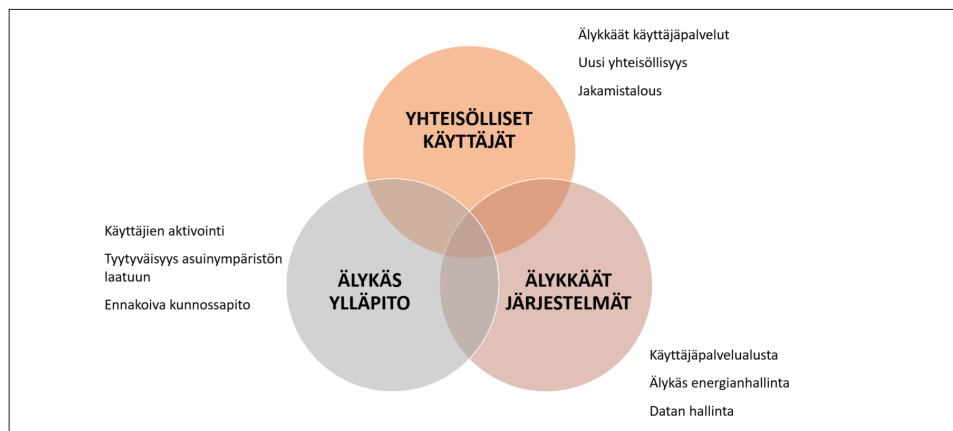 Älykkäät käyttäjäpalvelut
Uusi yhteisöllisyys
Jakamistalous
YHTEISÖLLISET
KÄYTTÄJÄT
Käyttäjien aktivointi
Tyytyväisyys asuinympäristön
laatuun
Ennakoiva kunnossapito
ÄLYKÄS
YLLÄPITO
ÄLYKKÄÄT
JÄRJESTELMÄT
Käyttäjäpalvelualusta
Älykäs energianhallinta
Datan hallinta